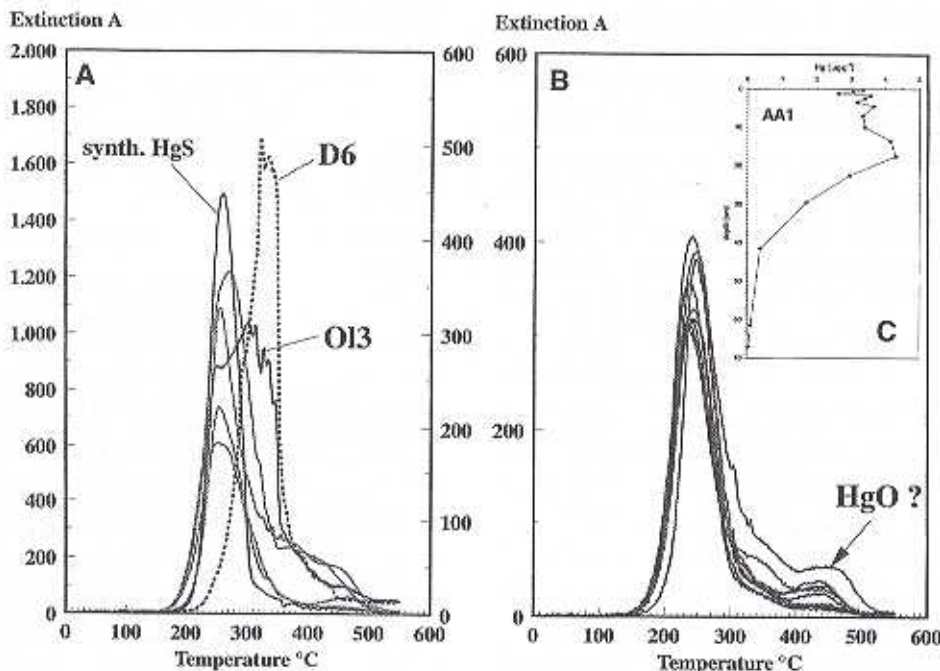 Extinction A
2.000
1.800
1.600
1.400
1.200
1.000
800
600
400
200
0
600
500
400
300
200
100
0
A
synth. HgS
D6
Ol3
0 100 200 300 400 500 600
Temperature °C
Extinction A
600
400
200
0
B
AA1
C
HgO ?
0 100 200 300 400 500 600
Temperature °C